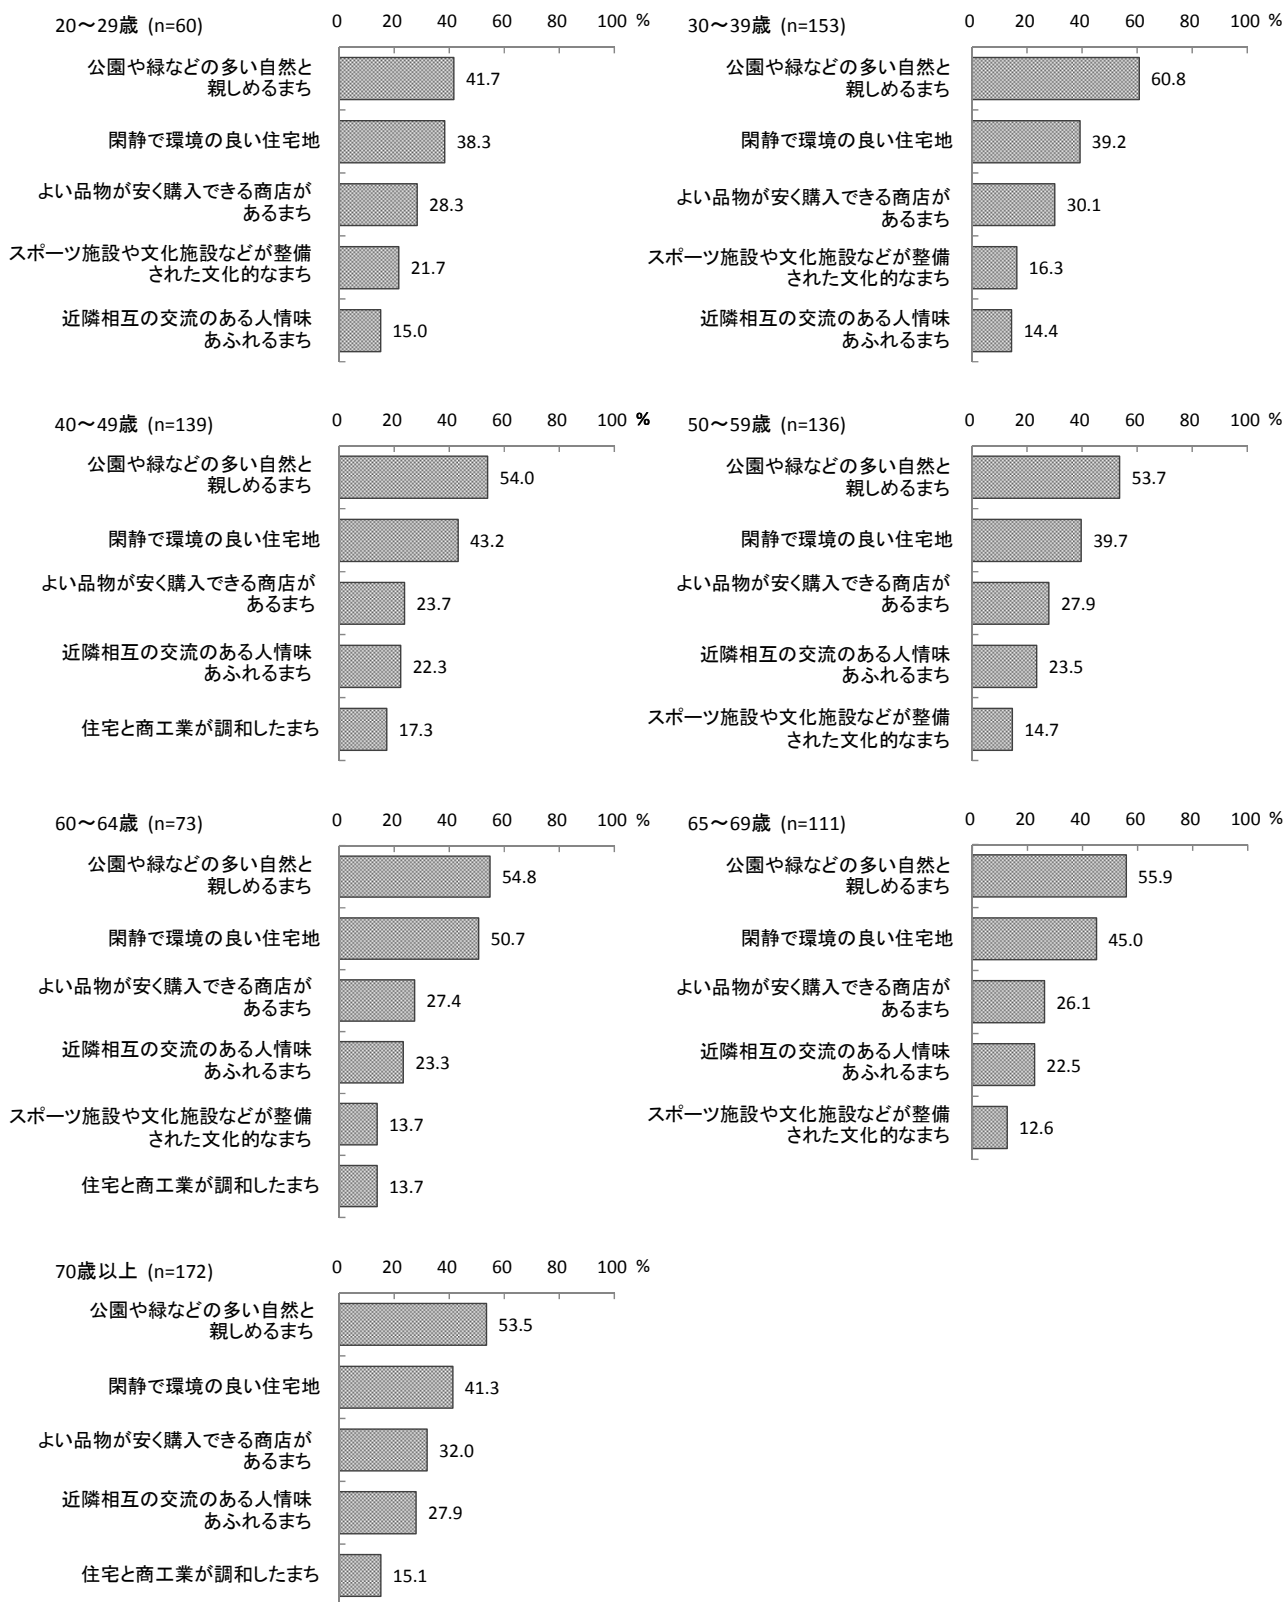 20～29歳 (n=60)
0 20 40 60 80 100 %
公園や緑などの多い自然と
親しめるまち
41.7
閑静で環境の良い住宅地
38.3
よい品物が安く購入できる商店が
あるまち
28.3
スポーツ施設や文化施設などが整備
された文化的なまち
21.7
近隣相互の交流のある人情味
あふれるまち
15.0
30～39歳 (n=153)
0 20 40 60 80 100 %
公園や緑などの多い自然と
親しめるまち
60.8
閑静で環境の良い住宅地
39.2
よい品物が安く購入できる商店が
あるまち
30.1
スポーツ施設や文化施設などが整備
された文化的なまち
16.3
近隣相互の交流のある人情味
あふれるまち
14.4
40～49歳 (n=139)
0 20 40 60 80 100 %
公園や緑などの多い自然と
親しめるまち
54.0
閑静で環境の良い住宅地
43.2
よい品物が安く購入できる商店が
あるまち
23.7
近隣相互の交流のある人情味
あふれるまち
22.3
住宅と商工業が調和したまち
17.3
50～59歳 (n=136)
0 20 40 60 80 100 %
公園や緑などの多い自然と
親しめるまち
53.7
閑静で環境の良い住宅地
39.7
よい品物が安く購入できる商店が
あるまち
27.9
近隣相互の交流のある人情味
あふれるまち
23.5
スポーツ施設や文化施設などが整備
された文化的なまち
14.7
60～64歳 (n=73)
0 20 40 60 80 100 %
公園や緑などの多い自然と
親しめるまち
54.8
閑静で環境の良い住宅地
50.7
よい品物が安く購入できる商店が
あるまち
27.4
近隣相互の交流のある人情味
あふれるまち
23.3
スポーツ施設や文化施設などが整備
された文化的なまち
13.7
住宅と商工業が調和したまち
13.7
65～69歳 (n=111)
0 20 40 60 80 100 %
公園や緑などの多い自然と
親しめるまち
55.9
閑静で環境の良い住宅地
45.0
よい品物が安く購入できる商店が
あるまち
26.1
近隣相互の交流のある人情味
あふれるまち
22.5
スポーツ施設や文化施設などが整備
された文化的なまち
12.6
70歳以上 (n=172)
0 20 40 60 80 100 %
公園や緑などの多い自然と
親しめるまち
53.5
閑静で環境の良い住宅地
41.3
よい品物が安く購入できる商店が
あるまち
32.0
近隣相互の交流のある人情味
あふれるまち
27.9
住宅と商工業が調和したまち
15.1